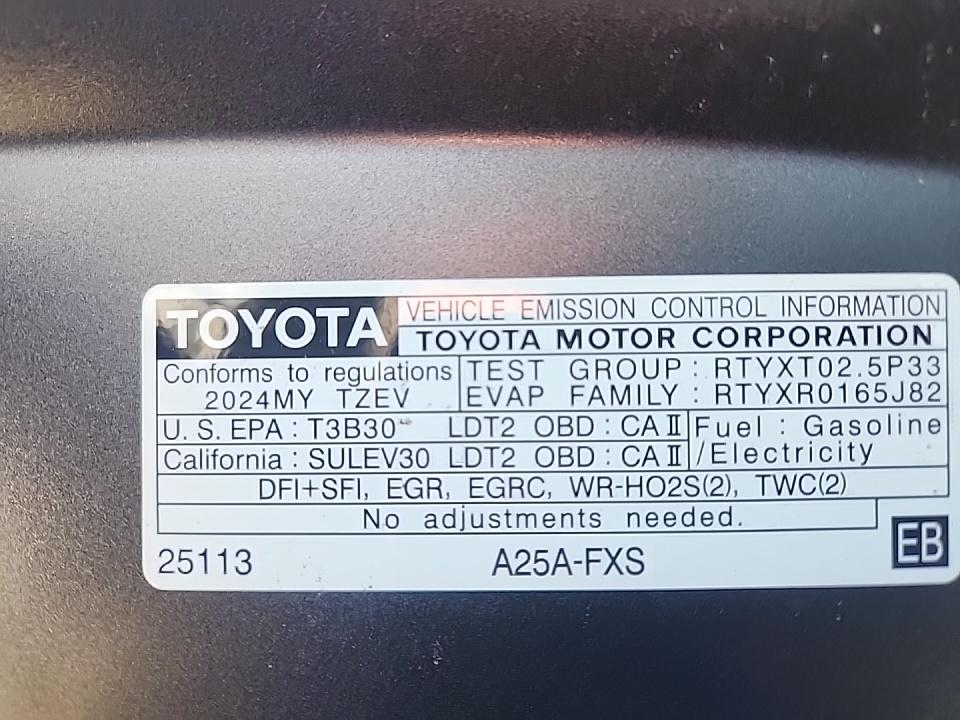 TOYOTA
VEHICLE EMISSION CONTROL INFORMATION
TOYOTA MOTOR CORPORATION
Conforms to regulations
2024MY TZEV
TEST GROUP : RTYXT02.5P33
EVAP FAMILY : RTYXR0165J82
U. S. EPA : T3B30 LDT2 OBD : CA II
California : SULEV30 LDT2 OBD : CA II
Fuel : Gasoline
/Electricity
DFI+SFI, EGR, EGRC, WR-HO2S(2), TWC(2)
No adjustments needed.
25113 A25A-FXS EB